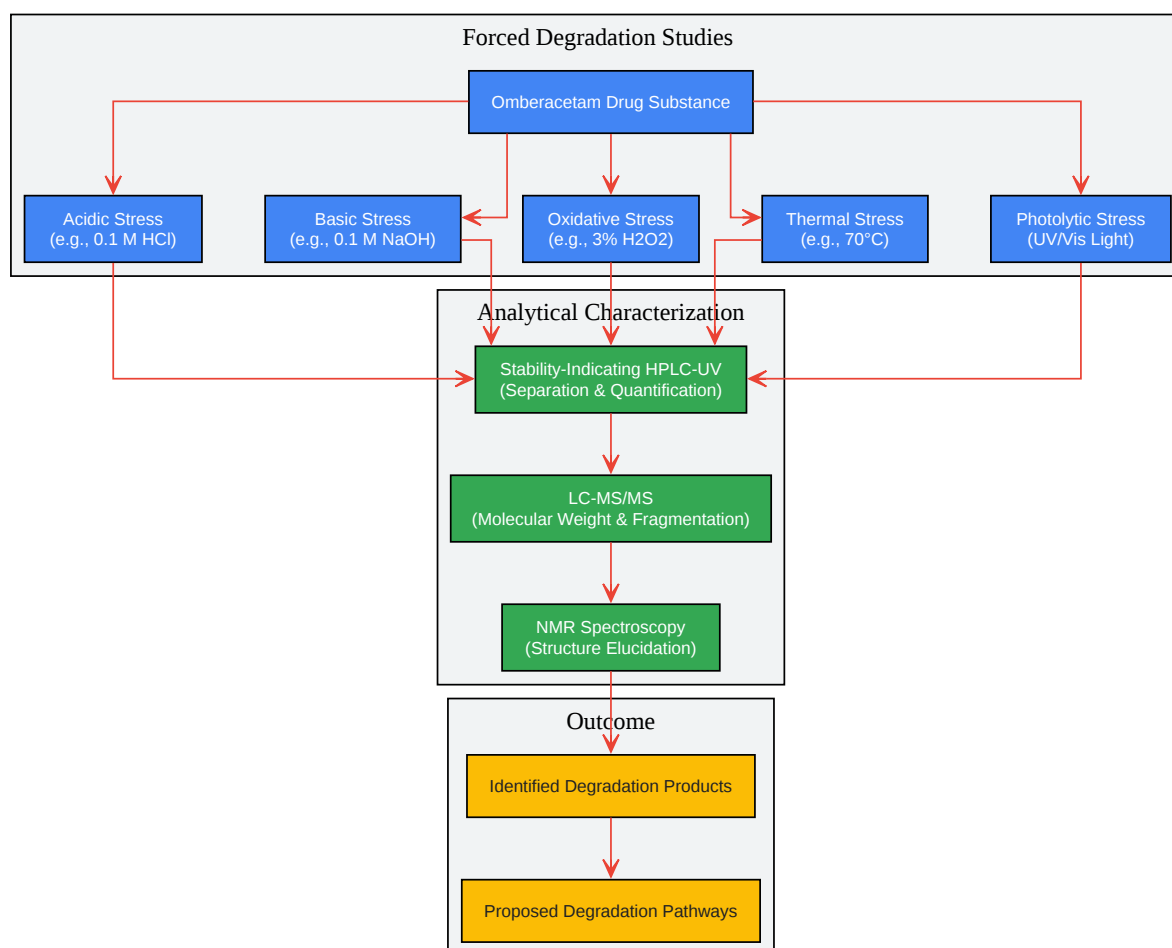 Forced Degradation Studies
Omberacetam Drug Substance
Acidic Stress
(e.g., 0.1 M HCl)
Basic Stress
(e.g., 0.1 M NaOH)
Oxidative Stress
(e.g., 3% H2O2)
Thermal Stress
(e.g., 70°C)
Photolytic Stress
(UV/Vis Light)
Analytical Characterization
Stability-Indicating HPLC-UV
(Separation & Quantification)
LC-MS/MS
(Molecular Weight & Fragmentation)
NMR Spectroscopy
(Structure Elucidation)
Outcome
Identified Degradation Products
Proposed Degradation Pathways